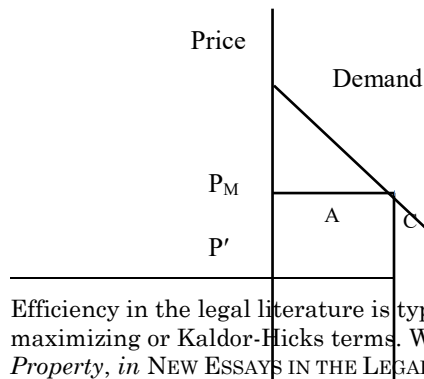 Price
Demand
P_M
A
C
P′
Efficiency in the legal literature is typ
maximizing or Kaldor-Hicks terms. W
Property, in NEW ESSAYS IN THE LEGAL